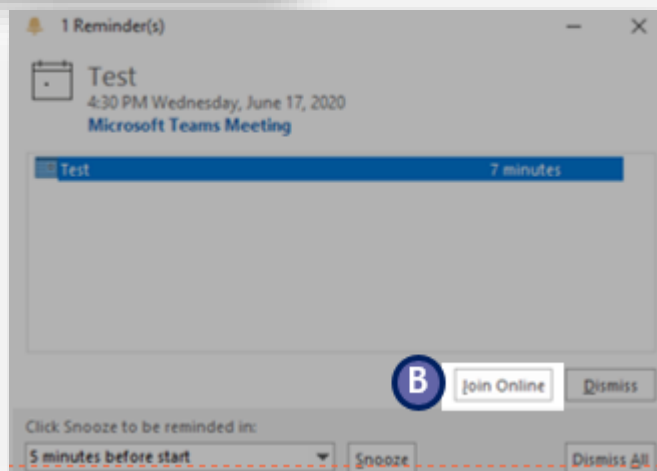 1 Reminder(s)
Test
4:30 PM Wednesday, June 17, 2020
Microsoft Teams Meeting
Test 7 minutes
B Join Online Dismiss
Click Snooze to be reminded in:
5 minutes before start Snooze Dismiss All